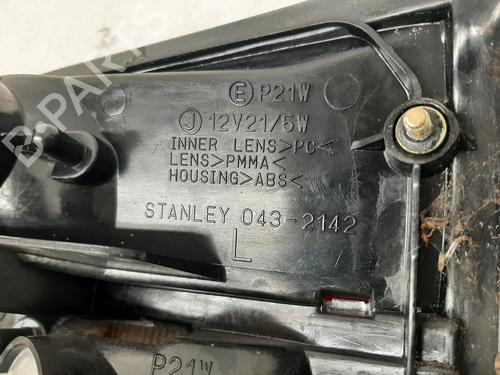 Ⓔ P21W
Ⓙ 12V21/5W
INNER LENS>PC<
LENS>PMMA<
HOUSING>ABS<
STANLEY 043-2142
L
P21W
B-PARTS